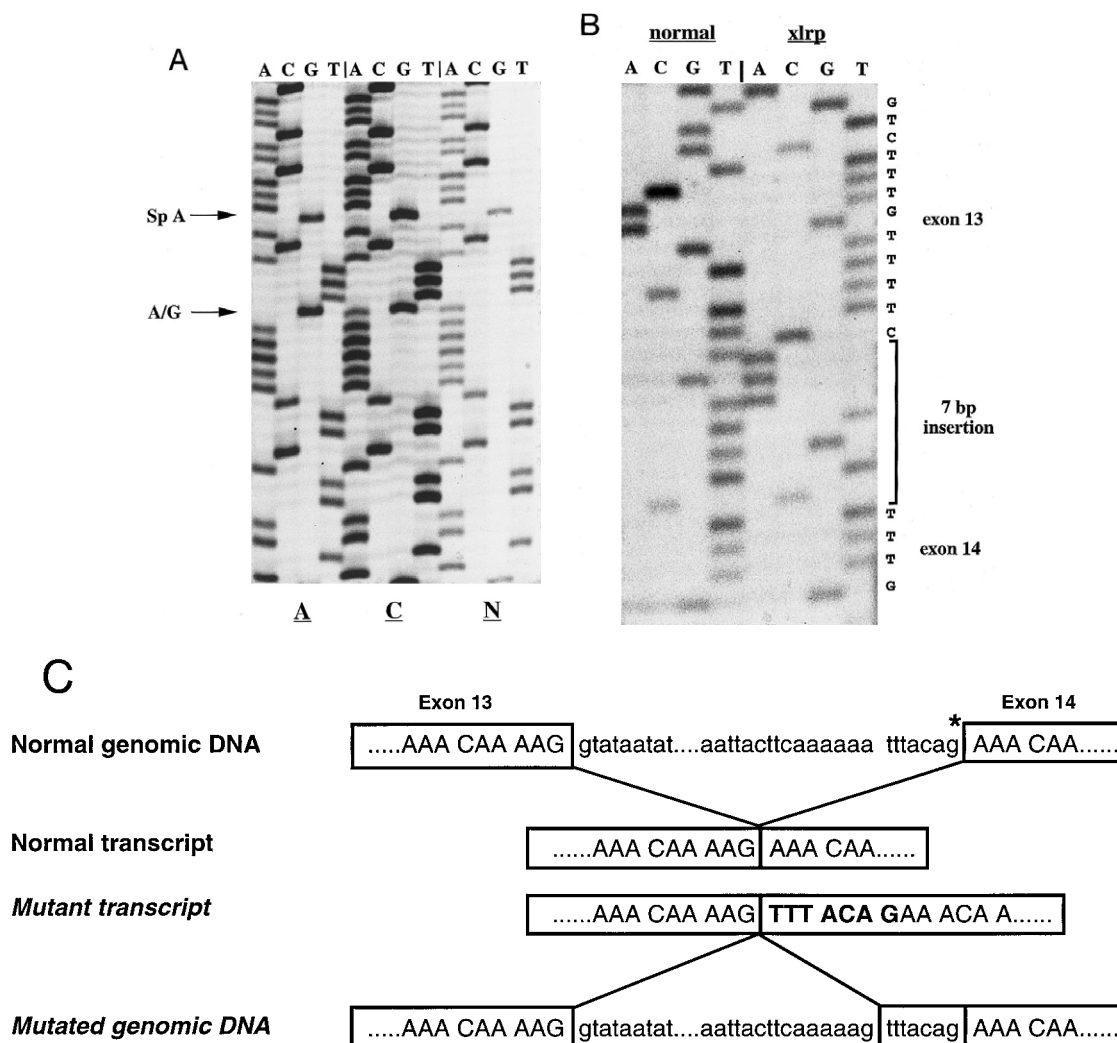 A
A C G T A C G T A C G T
Sp A
A/G
A C N
B
normal xlrp
A C G T A C G T
G
T
C
T
T
T
G
T
T
T
T
C
exon 13
7 bp
insertion
T
T
T
G
exon 14
C
Exon 13 Exon 14
Normal genomic DNA .....AAA CAA AAG gtataatat....aattacttcaaaaaa tttacag * AAA CAA......
Normal transcript ......AAA CAA AAG AAA CAA......
Mutant transcript ......AAA CAA AAG TTT ACA GAA ACA A......
Mutated genomic DNA .....AAA CAA AAG gtataatat....aattacttcaaaaaag tttacag AAA CAA......